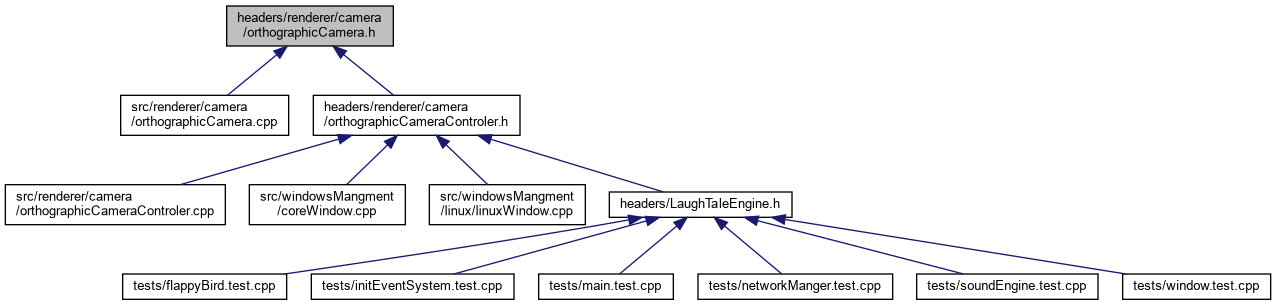 headers/renderer/camera
/orthographicCamera.h
src/renderer/camera
/orthographicCamera.cpp
headers/renderer/camera
/orthographicCameraControler.h
src/renderer/camera
/orthographicCameraControler.cpp
src/windowsMangment
/coreWindow.cpp
src/windowsMangment
/linux/linuxWindow.cpp
headers/LaughTaleEngine.h
tests/flappyBird.test.cpp
tests/initEventSystem.test.cpp
tests/main.test.cpp
tests/networkManger.test.cpp
tests/soundEngine.test.cpp
tests/window.test.cpp